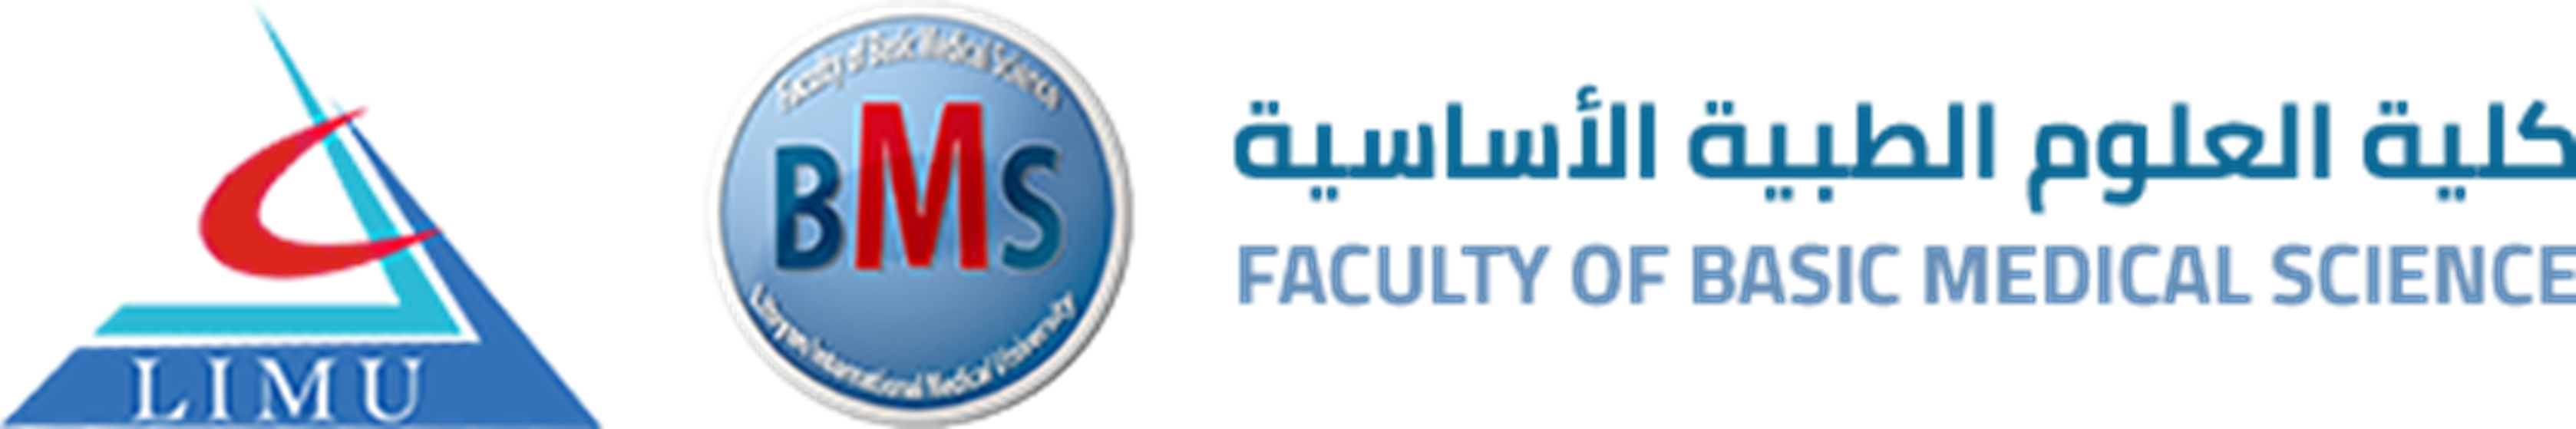 LIMU
Faculty of Basic Medical Science
BMS
Libyan International Medical University
كلية العلوم الطبية الأساسية
FACULTY OF BASIC MEDICAL SCIENCE